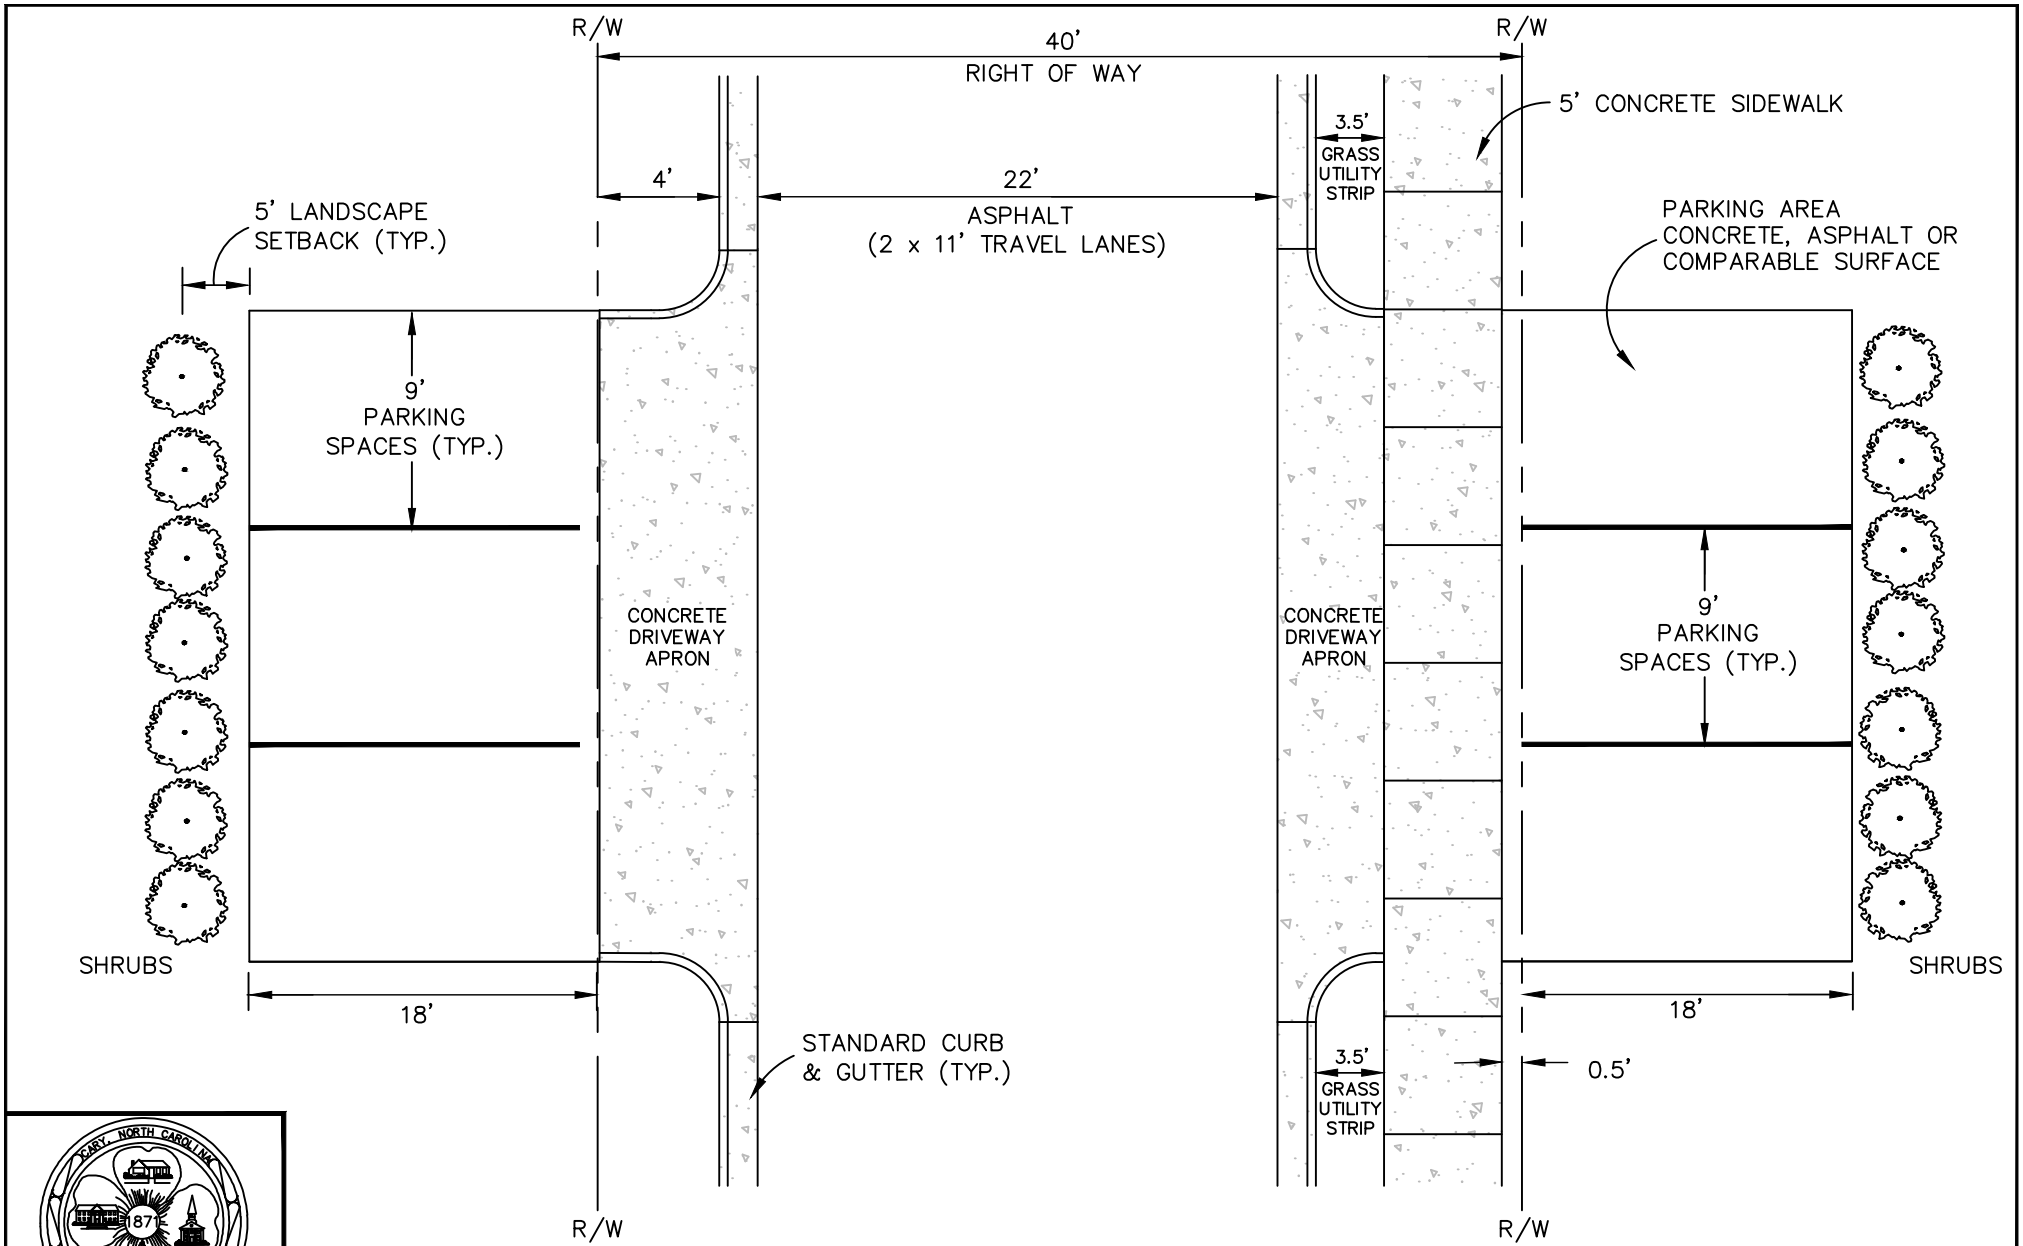 R/W
R/W
40'
RIGHT OF WAY
5' CONCRETE SIDEWALK
3.5'
GRASS
UTILITY
STRIP
4'
22'
ASPHALT
(2 x 11' TRAVEL LANES)
5' LANDSCAPE
SETBACK (TYP.)
PARKING AREA
CONCRETE, ASPHALT OR
COMPARABLE SURFACE
9'
PARKING
SPACES (TYP.)
CONCRETE
DRIVEWAY
APRON
CONCRETE
DRIVEWAY
APRON
9'
PARKING
SPACES (TYP.)
SHRUBS
SHRUBS
18'
18'
STANDARD CURB
& GUTTER (TYP.)
3.5'
GRASS
UTILITY
STRIP
0.5'
CARY, NORTH CAROLINA
1871
R/W
R/W